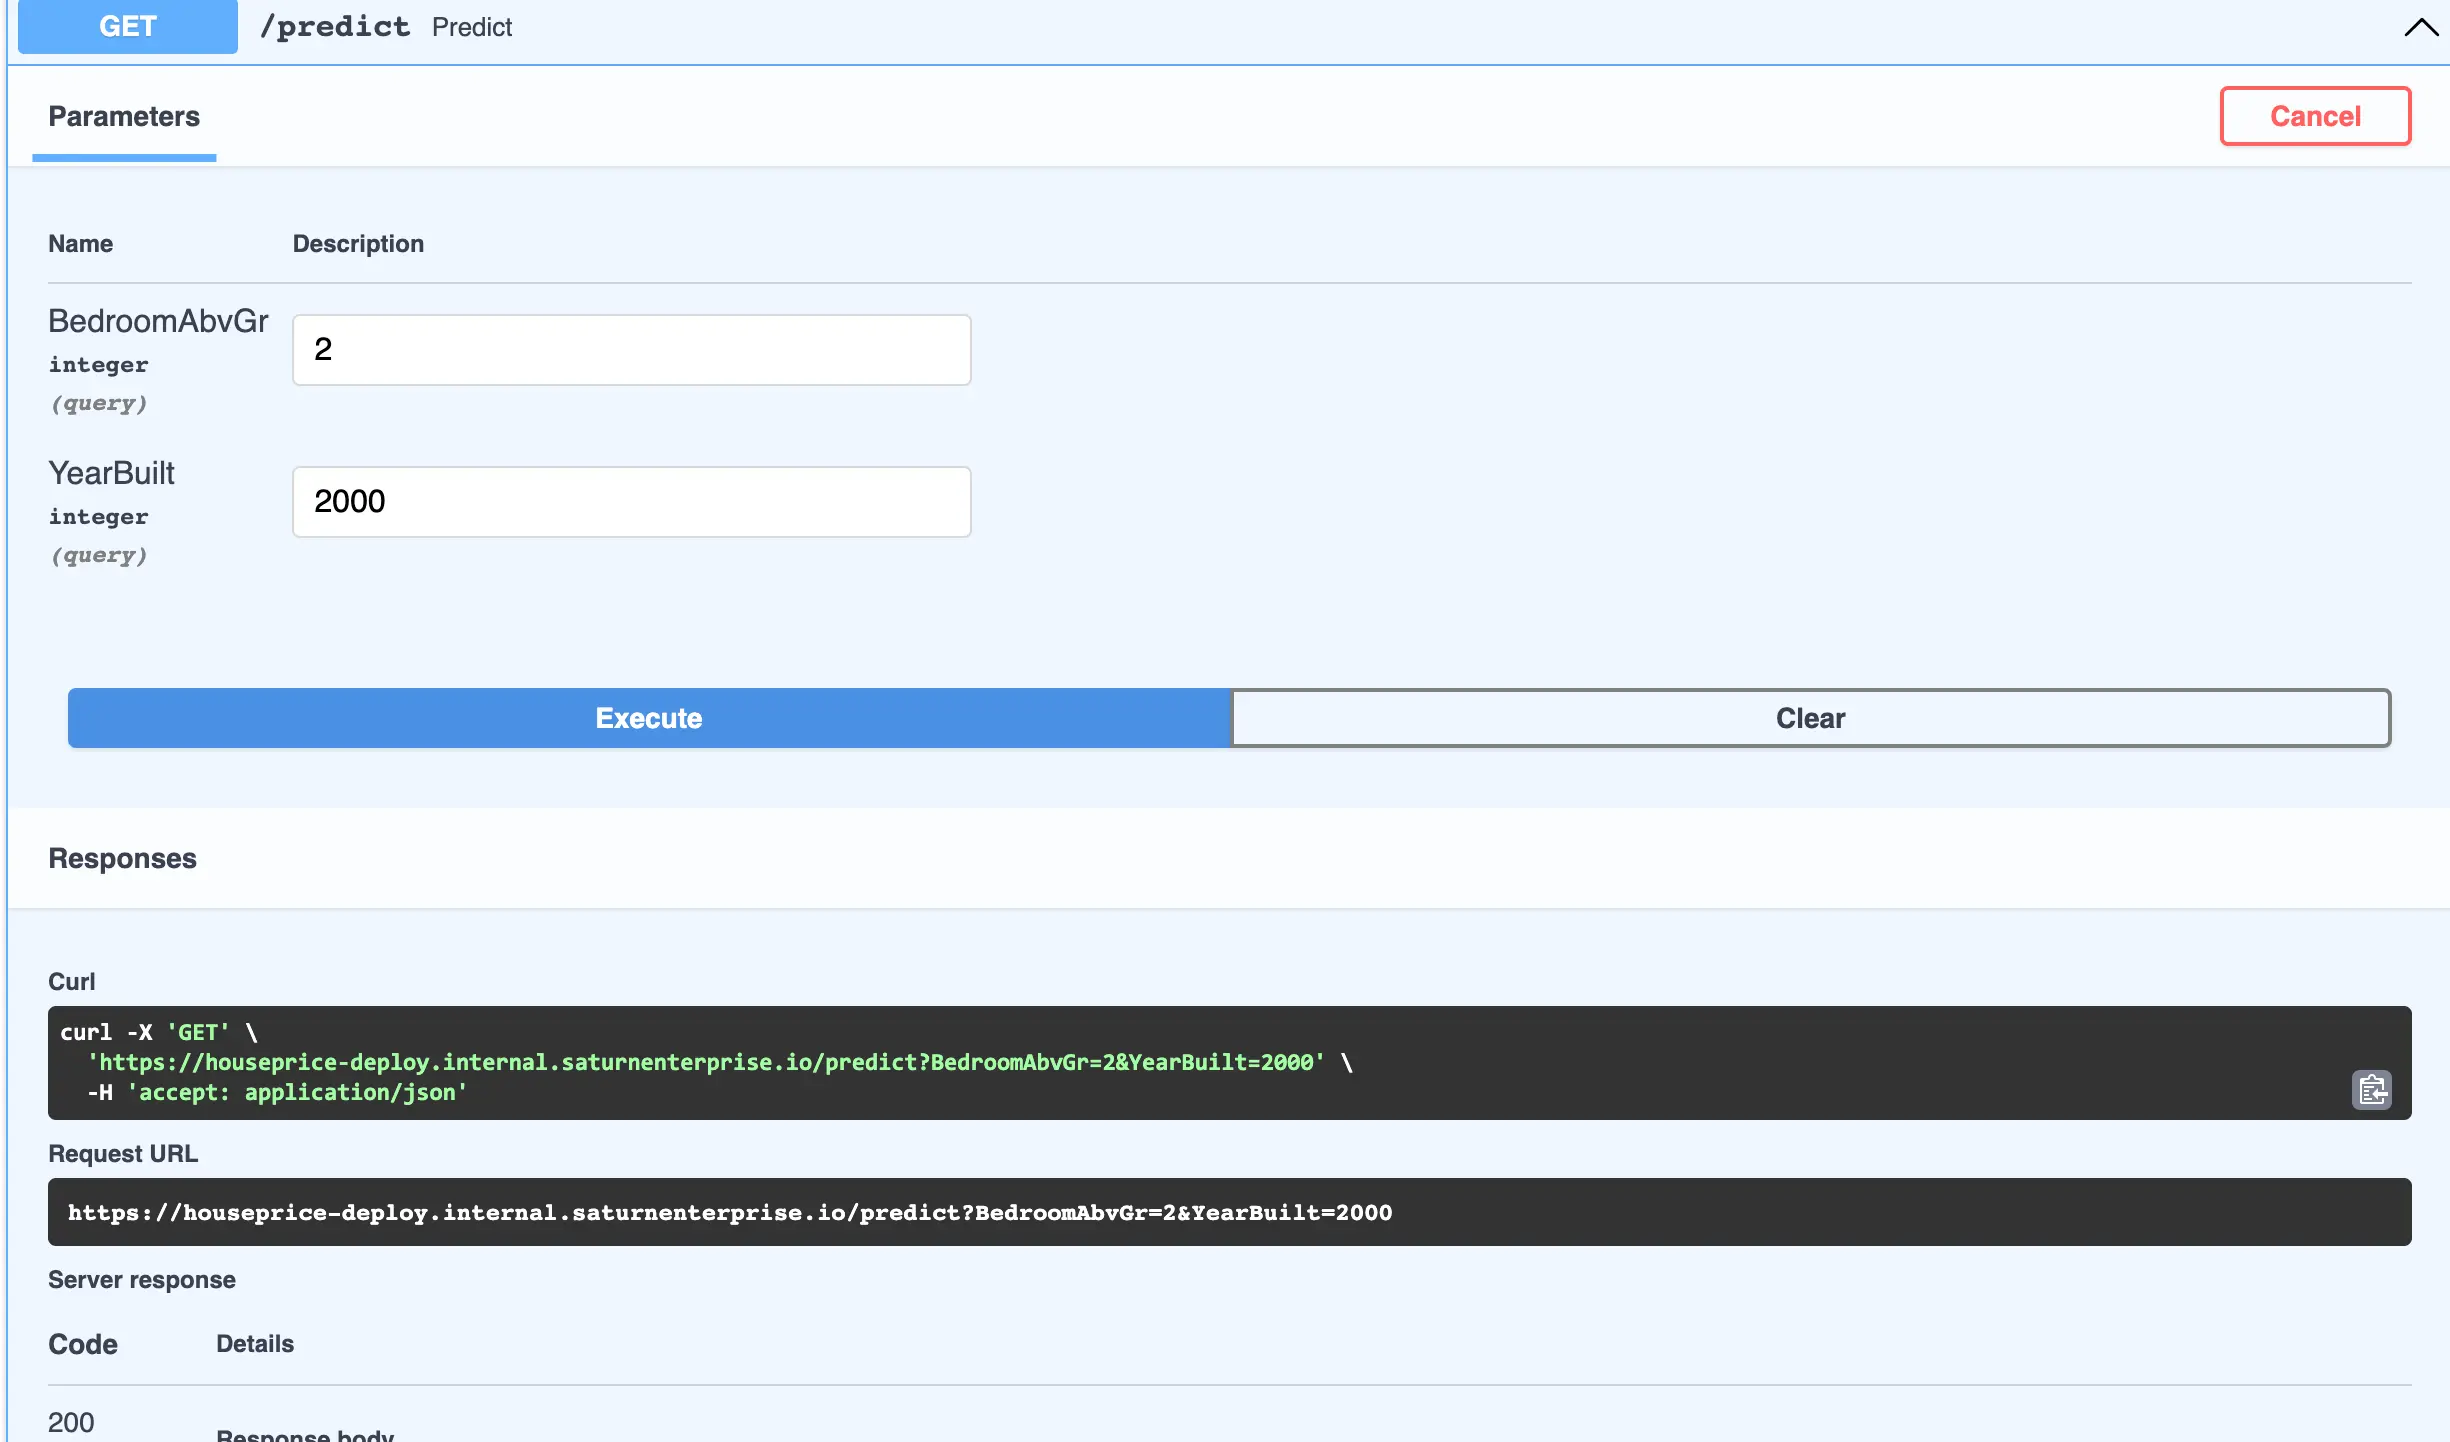 GET /predict Predict
Parameters
Cancel
Name Description
BedroomAbvGr
integer
(query)
2
YearBuilt
integer
(query)
2000
Execute Clear
Responses
Curl
curl -X 'GET' \
'https://houseprice-deploy.internal.saturnenterprise.io/predict?BedroomAbvGr=2&YearBuilt=2000' \
-H 'accept: application/json'
Request URL
https://houseprice-deploy.internal.saturnenterprise.io/predict?BedroomAbvGr=2&YearBuilt=2000
Server response
Code Details
200
Response body